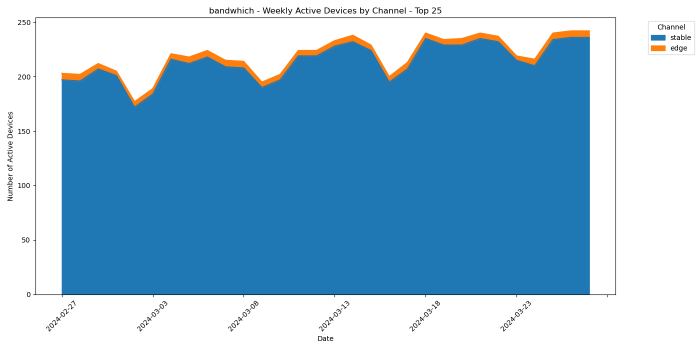 bandwhich - Weekly Active Devices by Channel - Top 25
Channel
stable
edge
Number of Active Devices
250
200
150
100
50
0
2024-02-27
2024-03-03
2024-03-08
2024-03-13
2024-03-18
2024-03-23
Date